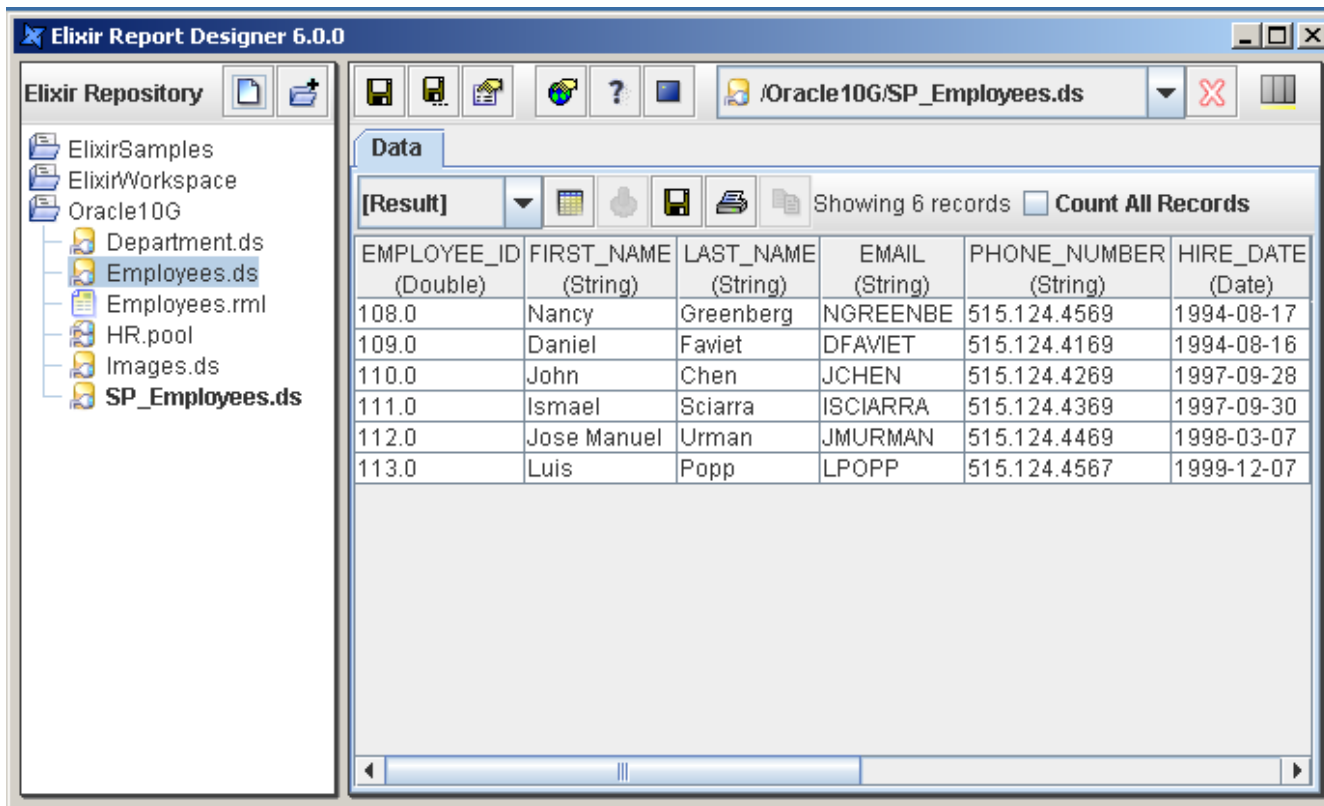 Elixir Report Designer 6.0.0
Elixir Repository
/Oracle10G/SP_Employees.ds
ElixirSamples
ElixirWorkspace
Oracle10G
Department.ds
Employees.ds
Employees.rml
HR.pool
Images.ds
SP_Employees.ds
Data
[Result] Showing 6 records Count All Records
EMPLOYEE_ID FIRST_NAME LAST_NAME EMAIL PHONE_NUMBER HIRE_DATE
(Double) (String) (String) (String) (String) (Date)
108.0 Nancy Greenberg NGREENBE 515.124.4569 1994-08-17
109.0 Daniel Faviet DFAVIET 515.124.4169 1994-08-16
110.0 John Chen JCHEN 515.124.4269 1997-09-28
111.0 Ismael Sciarra ISCIARRA 515.124.4369 1997-09-30
112.0 Jose Manuel Urman JMURMAN 515.124.4469 1998-03-07
113.0 Luis Popp LPOPP 515.124.4567 1999-12-07